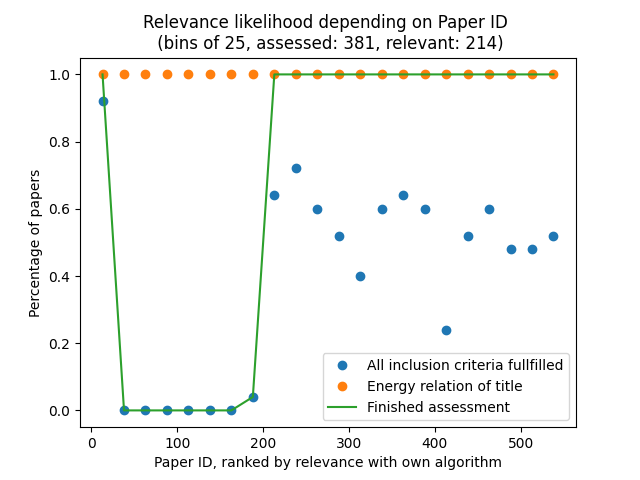 Relevance likelihood depending on Paper ID
(bins of 25, assessed: 381, relevant: 214)
1.0
0.8
0.6
0.4
0.2
0.0
Percentage of papers
All inclusion criteria fullfilled
Energy relation of title
Finished assessment
0 100 200 300 400 500
Paper ID, ranked by relevance with own algorithm